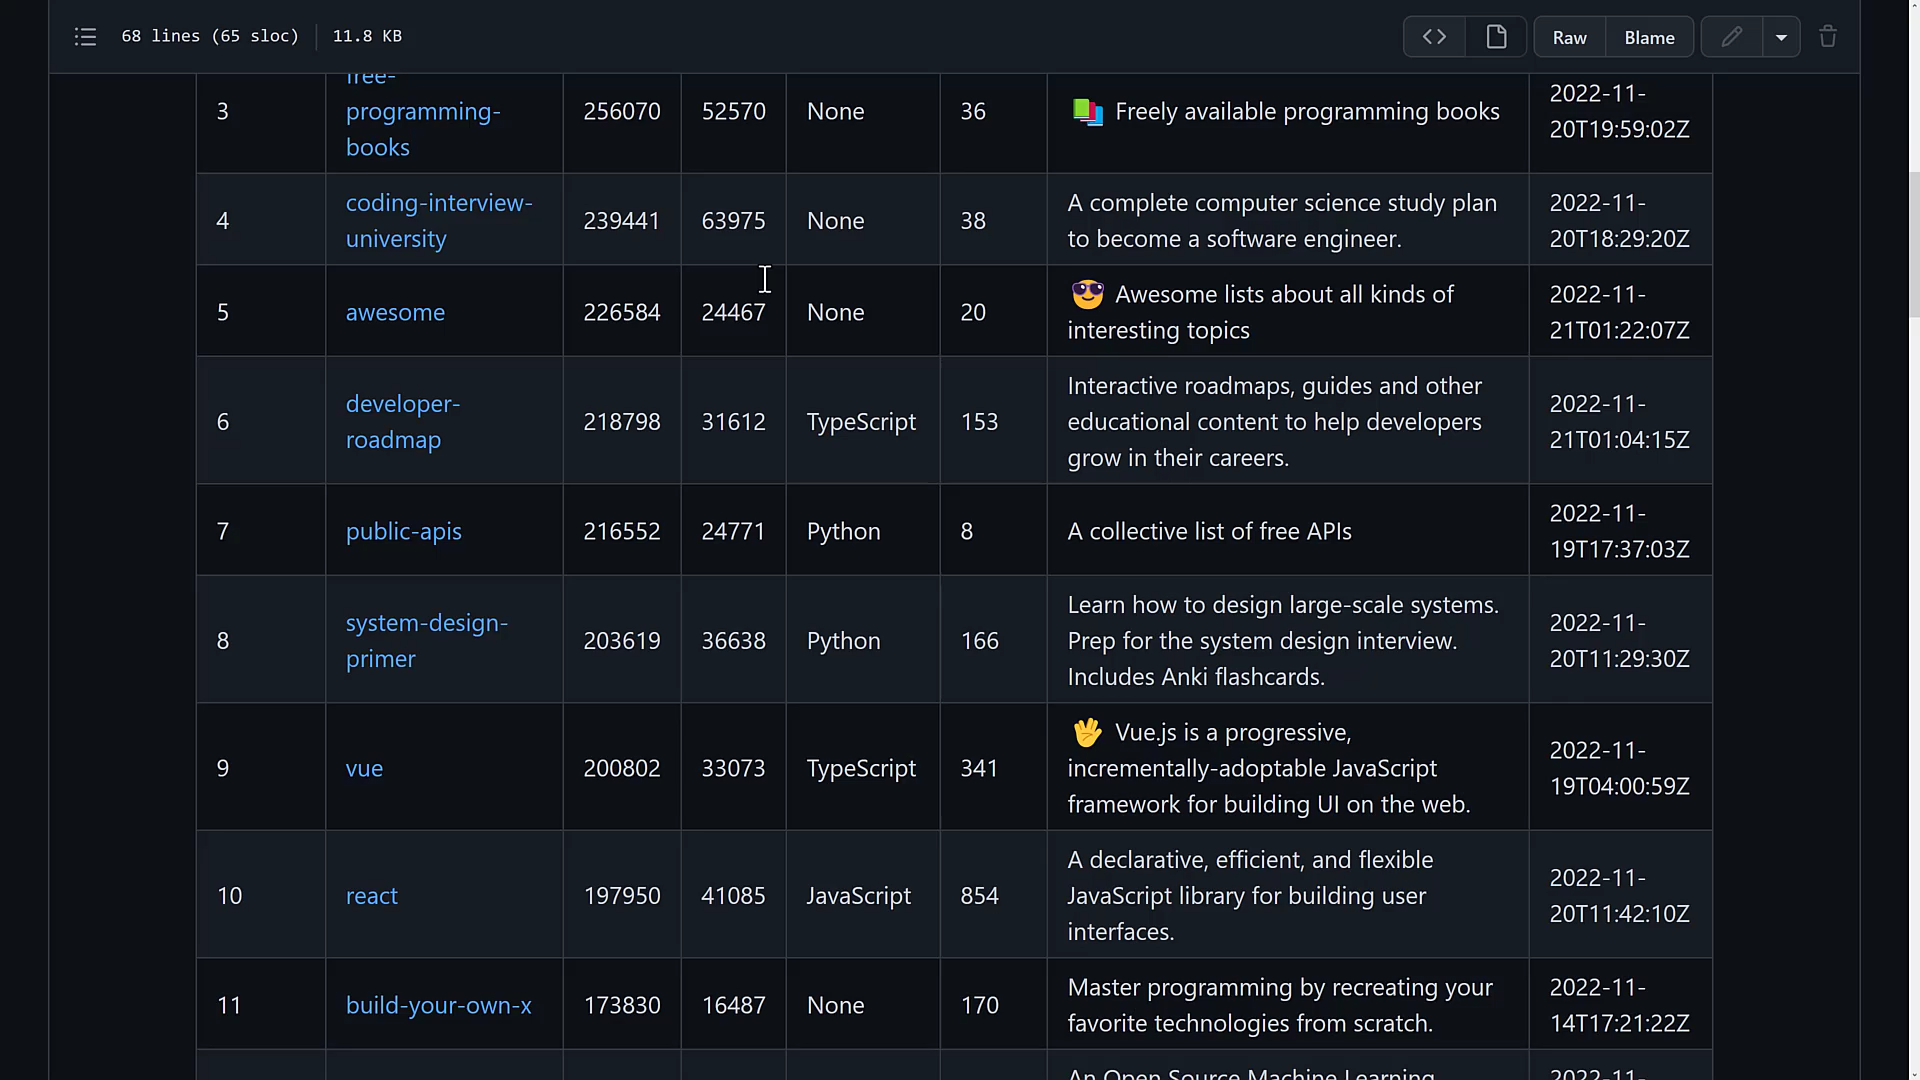 68 lines (65 sloc) 11.8 KB Raw Blame
free-
programming-
books
3 256070 52570 None 36 Freely available programming books
2022-11-
20T19:59:02Z
4
coding-interview-
university
239441 63975 None 38
A complete computer science study plan
to become a software engineer.
2022-11-
20T18:29:20Z
5 awesome 226584 24467 None 20
😎 Awesome lists about all kinds of
interesting topics
2022-11-
21T01:22:07Z
6
developer-
roadmap
218798 31612 TypeScript 153
Interactive roadmaps, guides and other
educational content to help developers
grow in their careers.
2022-11-
21T01:04:15Z
7 public-apis 216552 24771 Python 8 A collective list of free APIs
2022-11-
19T17:37:03Z
8
system-design-
primer
203619 36638 Python 166
Learn how to design large-scale systems.
Prep for the system design interview.
Includes Anki flashcards.
2022-11-
20T11:29:30Z
9 vue 200802 33073 TypeScript 341
🖖 Vue.js is a progressive,
incrementally-adoptable JavaScript
framework for building UI on the web.
2022-11-
19T04:00:59Z
10 react 197950 41085 JavaScript 854
A declarative, efficient, and flexible
JavaScript library for building user
interfaces.
2022-11-
20T11:42:10Z
11 build-your-own-x 173830 16487 None 170
Master programming by recreating your
favorite technologies from scratch.
2022-11-
14T17:21:22Z
An Open Source Machine Learning
2022-11-